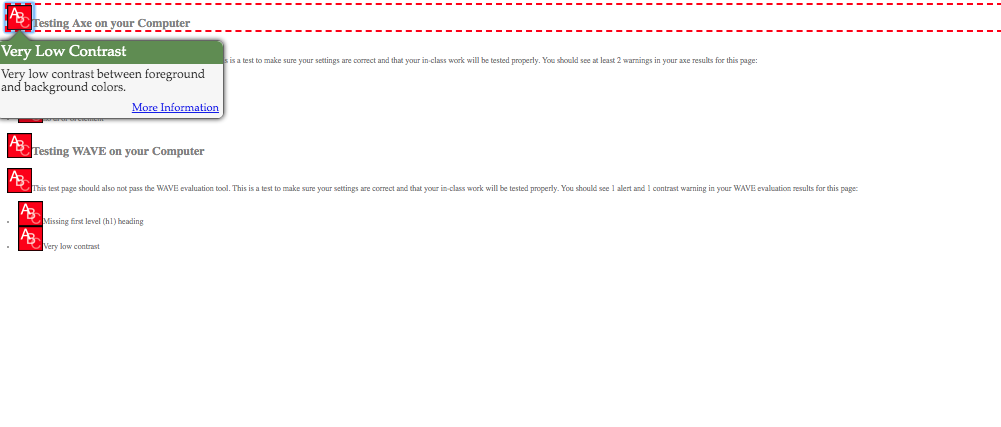 ABC Testing Axe on your Computer
Very Low Contrast
Very low contrast between foreground
and background colors.
More Information
s is a test to make sure your settings are correct and that your in-class work will be tested properly. You should see at least 2 warnings in your axe results for this page:
ABC Testing WAVE on your Computer
ABC This test page should also not pass the WAVE evaluation tool. This is a test to make sure your settings are correct and that your in-class work will be tested properly. You should see 1 alert and 1 contrast warning in your WAVE evaluation results for this page:
ABC Missing first level (h1) heading
ABC Very low contrast